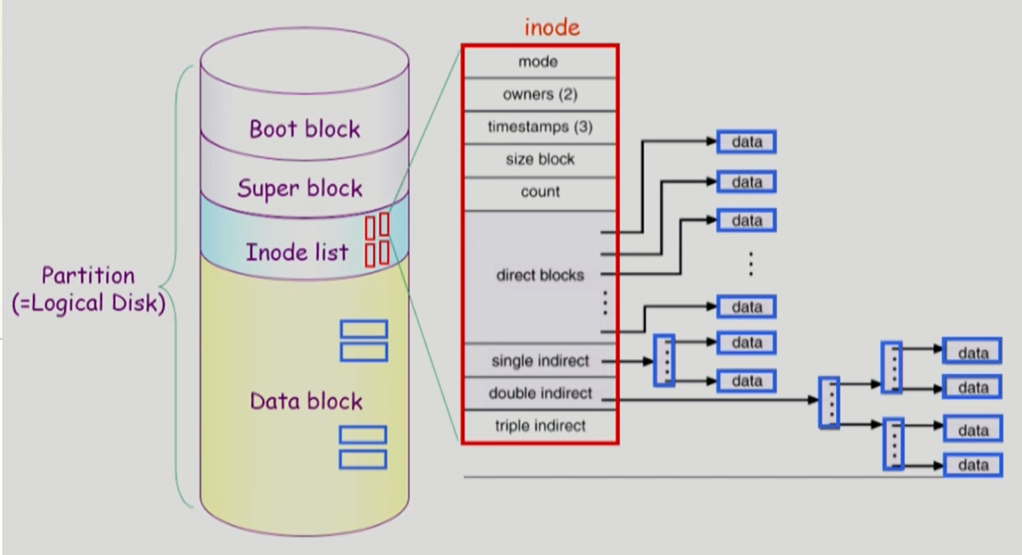 inode
mode
owners (2)
timestamps (3)
size block
count
direct blocks
single indirect
double indirect
triple indirect
Boot block
Super block
Inode list
Data block
Partition
(=Logical Disk)
data
data
data
data
data
data
data
data
data
data